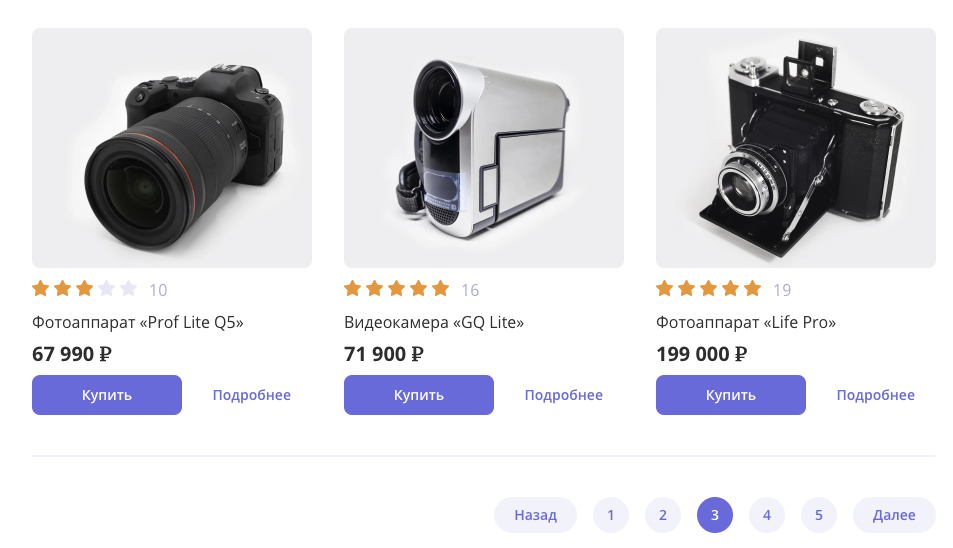 10
16
19
Фотоаппарат «Prof Lite Q5»
Видеокамера «GQ Lite»
Фотоаппарат «Life Pro»
67 990 ₽
71 900 ₽
199 000 ₽
Купить Подробнее
Купить Подробнее
Купить Подробнее
Назад 1 2 3 4 5 Далее